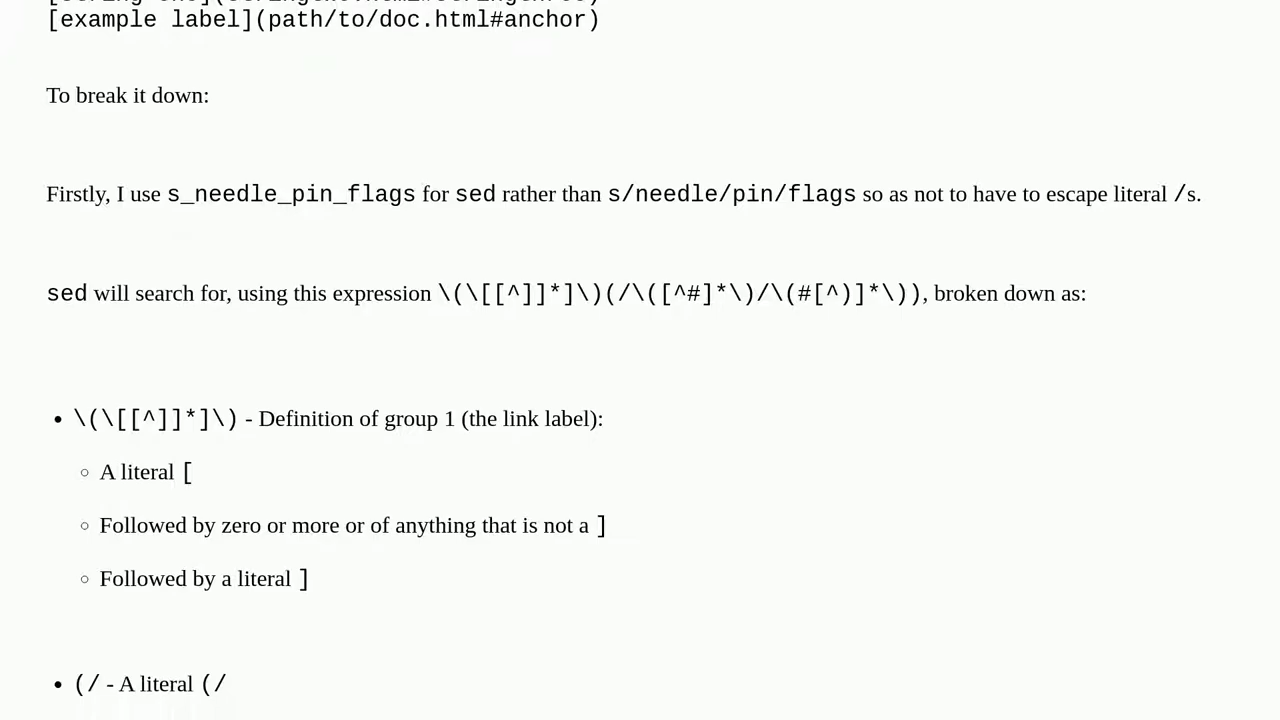 [example label](path/to/doc.html#anchor)
To break it down:
Firstly, I use s_needle_pin_flags for sed rather than s/needle/pin/flags so as not to have to escape literal /s.
sed will search for, using this expression \(\[[^]]*]\)(/\([^#]*\)/\(#[^)]*\)), broken down as:
• \(\[[^]]*]\) - Definition of group 1 (the link label):
◦ A literal [
◦ Followed by zero or more or of anything that is not a ]
◦ Followed by a literal ]
• (/ - A literal (/